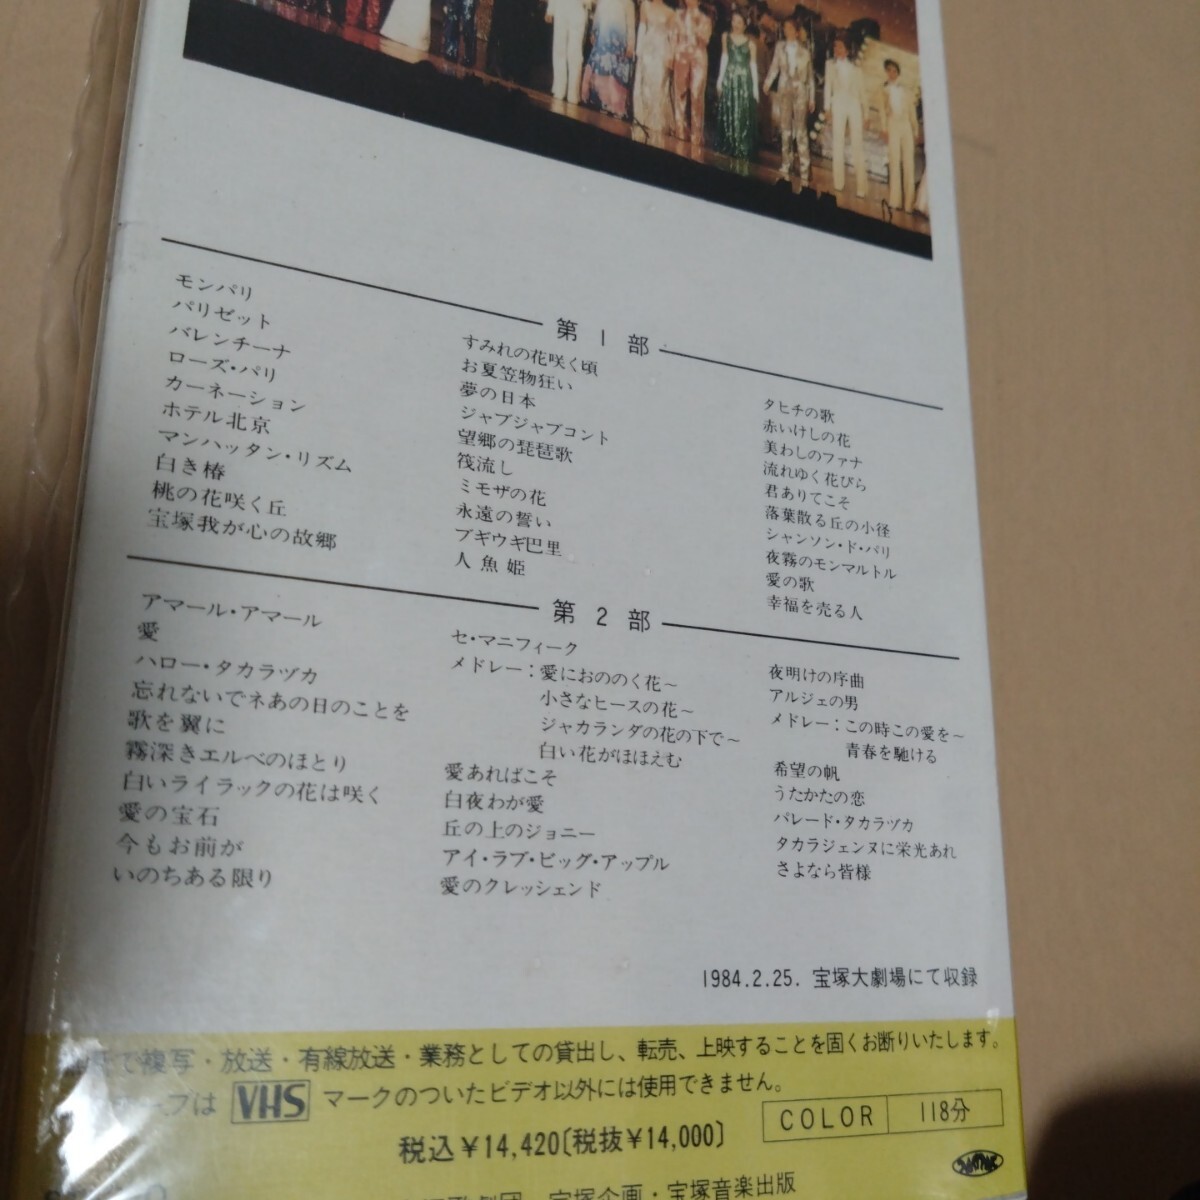 第1部
モンパリ
パリゼット
バレンチーナ
ローズ・パリ
カーネーション
ホテル北京
マンハッタン・リズム
白き椿
桃の花咲く丘
宝塚我が心の故郷
すみれの花咲く頃
お夏笠物狂い
夢の日本
ジャブジャブコント
望郷の琵琶歌
筏流し
ミモザの花
永遠の誓い
ブギウギ巴里
人魚姫
タヒチの歌
赤いけしの花
美わしのファナ
流れゆく花びら
君ありてこそ
落葉散る丘の小径
シャンソン・ド・パリ
夜霧のモンマルトル
愛の歌
幸福を売る人
第2部
アマール・アマール
愛
ハロー・タカラヅカ
忘れないでネあの日のことを
歌を翼に
霧深きエルベのほとり
白いライラックの花は咲く
愛の宝石
今もお前が
いのちある限り
セ・マニフィーク
メドレー:愛におののく花~
小さなヒースの花~
ジャカランダの花の下で~
白い花がほほえむ
愛あればこそ
白夜わが愛
丘の上のジョニー
アイ・ラブ・ビッグ・アップル
愛のクレッシェンド
夜明けの序曲
アルジェの男
メドレー:この時この愛を~
青春を馳ける
希望の帆
うたかたの恋
パレード・タカラヅカ
タカラジェンヌに栄光あれ
さよなら皆様
1984.2.25. 宝塚大劇場にて収録
で複写・放送・有線放送・業務としての貸出し、転売、上映することを固くお断りいたします。
プは VHS マークのついたビデオ以外には使用できません。
COLOR 118分
税込¥14,420〔税抜¥14,000〕
歌劇団 宝塚企画・宝塚音楽出版